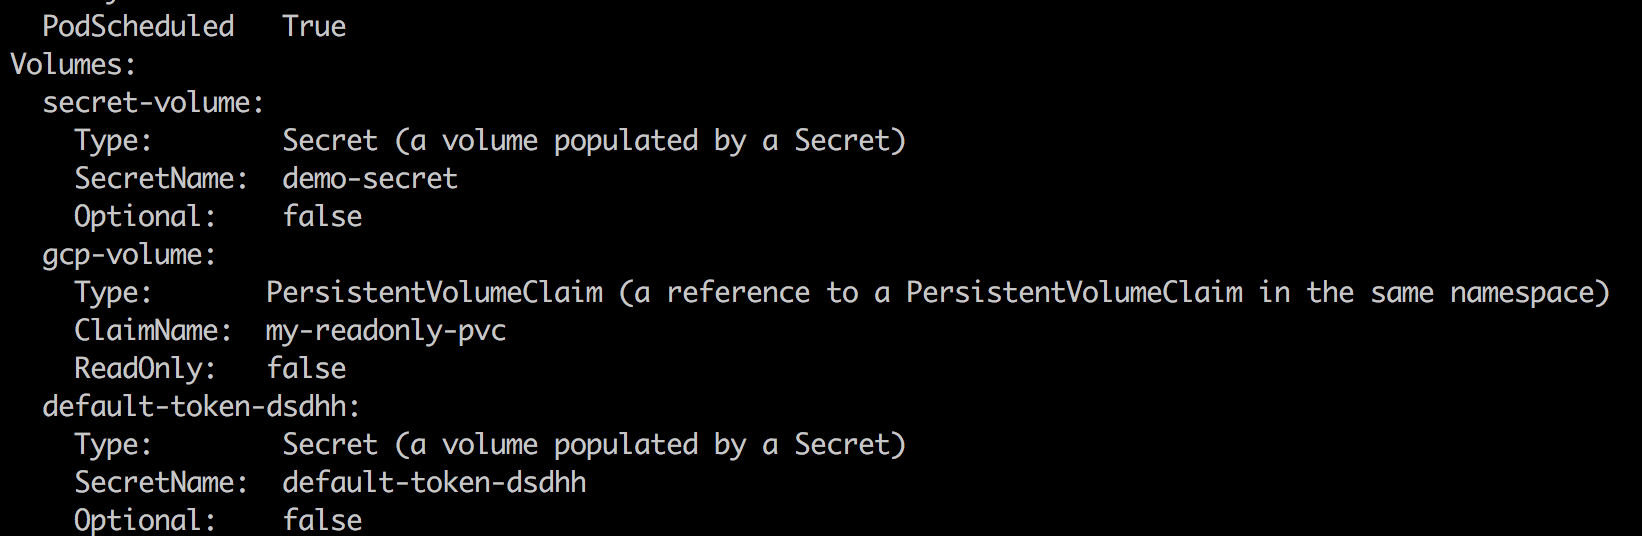 PodScheduled   True
Volumes:
  secret-volume:
    Type:        Secret (a volume populated by a Secret)
    SecretName:  demo-secret
    Optional:    false
  gcp-volume:
    Type:       PersistentVolumeClaim (a reference to a PersistentVolumeClaim in the same namespace)
    ClaimName:  my-readonly-pvc
    ReadOnly:   false
  default-token-dsdhh:
    Type:        Secret (a volume populated by a Secret)
    SecretName:  default-token-dsdhh
    Optional:    false